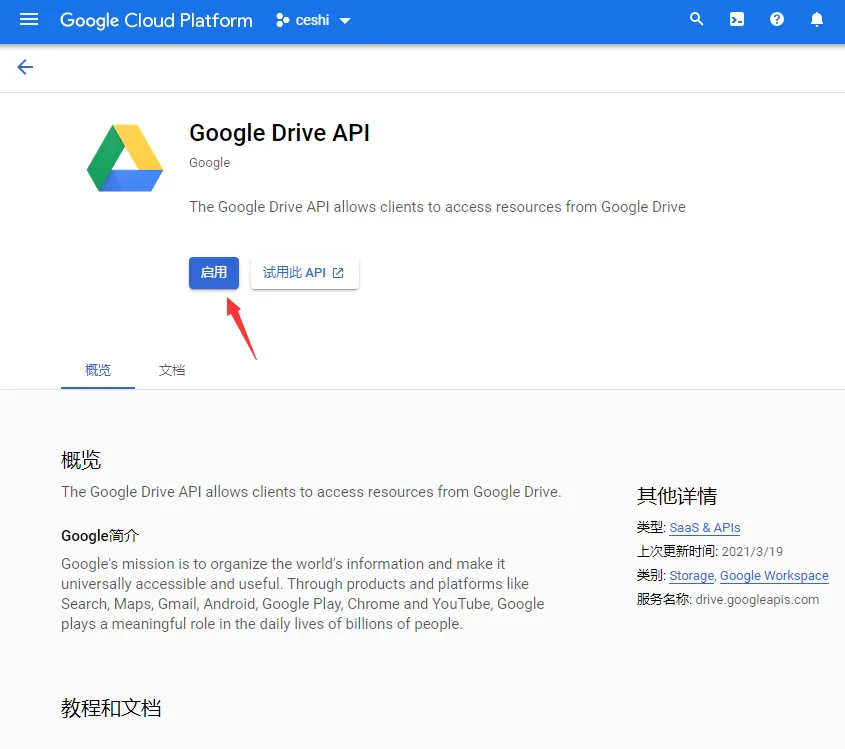 Google Cloud Platform ceshi
Google Drive API
Google
The Google Drive API allows clients to access resources from Google Drive
启用 试用此 API
概览 文档
概览
The Google Drive API allows clients to access resources from Google Drive.
Google简介
Google's mission is to organize the world's information and make it
universally accessible and useful. Through products and platforms like
Search, Maps, Gmail, Android, Google Play, Chrome and YouTube, Google
plays a meaningful role in the daily lives of billions of people.
其他详情
类型: SaaS & APIs
上次更新时间: 2021/3/19
类别: Storage, Google Workspace
服务名称: drive.googleapis.com
教程和文档